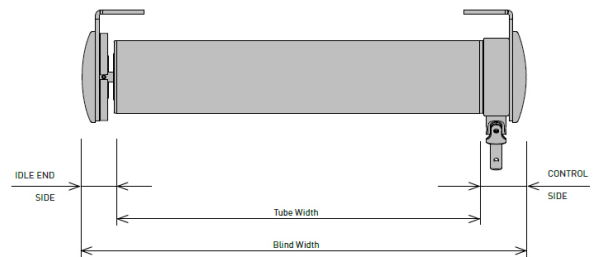 IDLE END
SIDE
CONTROL
SIDE
Tube Width
Blind Width